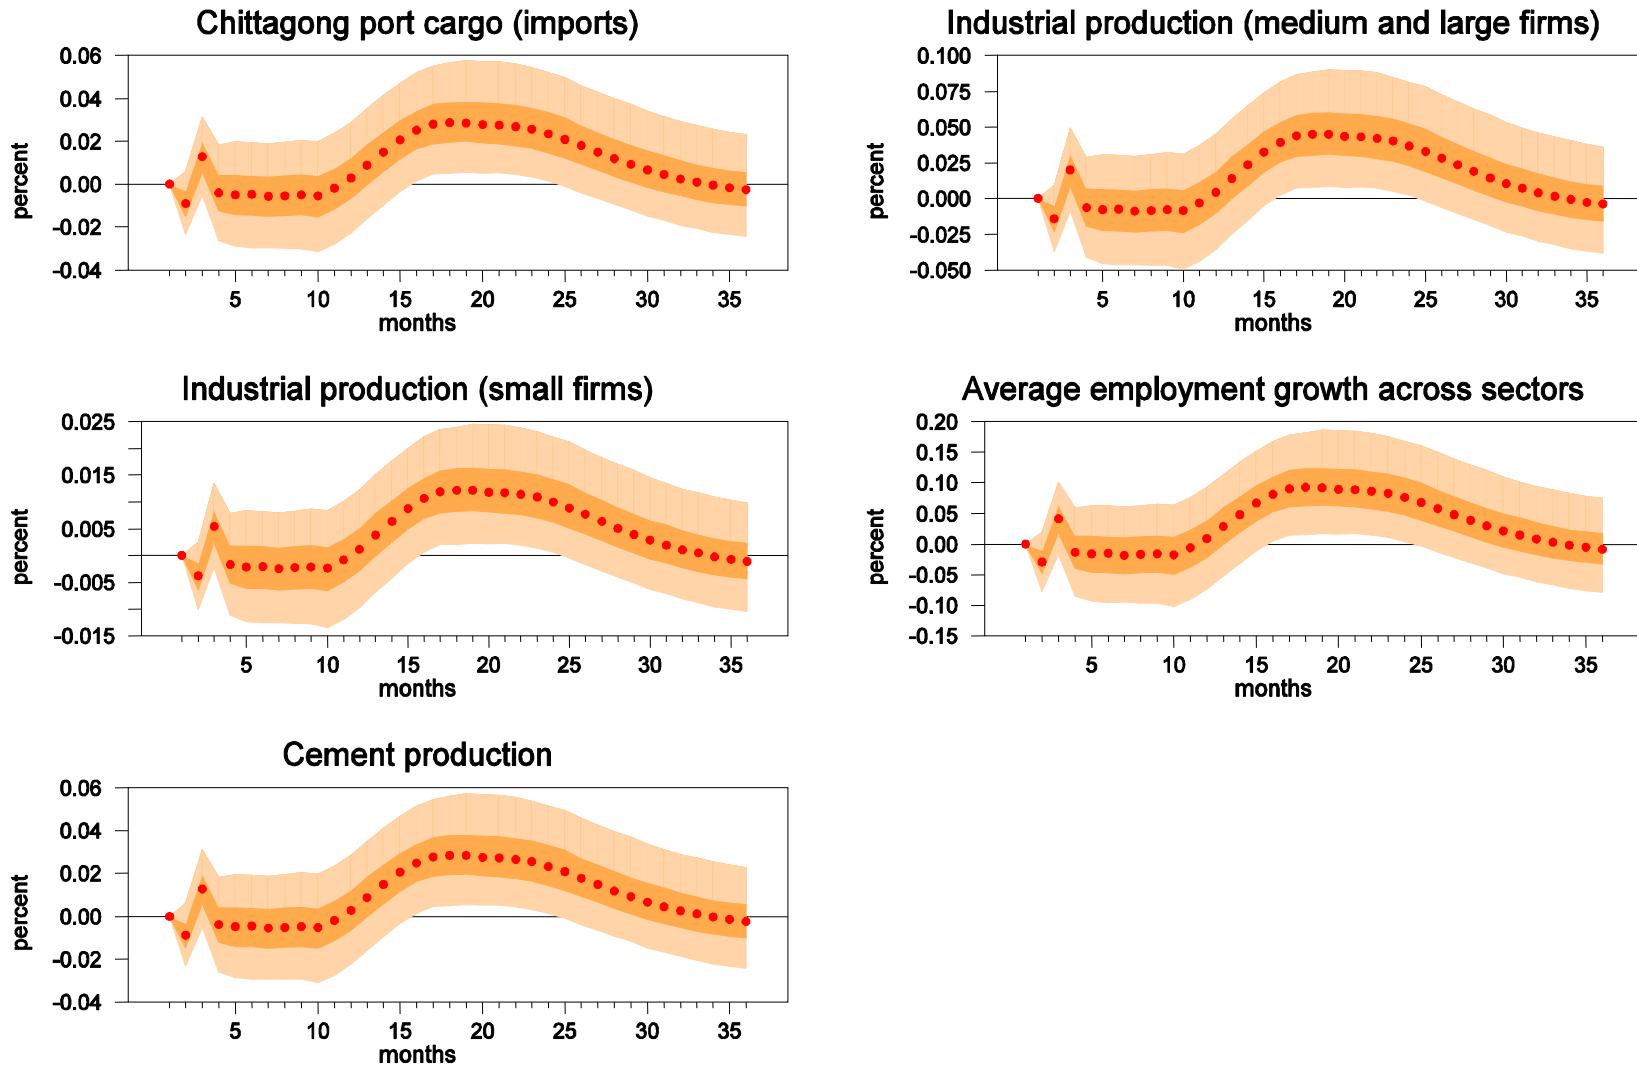 Chittagong port cargo (imports)
percent
0.06
0.04
0.02
0.00
-0.02
-0.04
5 10 15 20 25 30 35
months
Industrial production (medium and large firms)
percent
0.100
0.075
0.050
0.025
0.000
-0.025
-0.050
5 10 15 20 25 30 35
months
Industrial production (small firms)
percent
0.025
0.015
0.005
-0.005
-0.015
5 10 15 20 25 30 35
months
Average employment growth across sectors
percent
0.20
0.15
0.10
0.05
0.00
-0.05
-0.10
-0.15
5 10 15 20 25 30 35
months
Cement production
percent
0.06
0.04
0.02
0.00
-0.02
-0.04
5 10 15 20 25 30 35
months